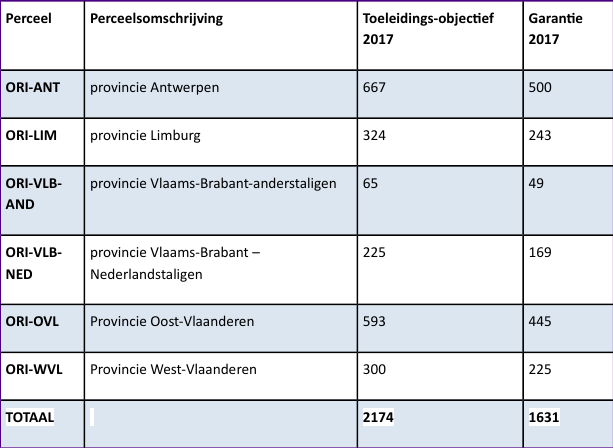 Perceel Perceelsomschrijving Toeleidings-objectief Garantie
2017 2017
ORI-ANT provincie Antwerpen 667 500
ORI-LIM provincie Limburg 324 243
ORI-VLB- provincie Vlaams-Brabant-anderstaligen 65 49
AND
ORI-VLB- provincie Vlaams-Brabant – 225 169
NED Nederlandstaligen
ORI-OVL Provincie Oost-Vlaanderen 593 445
ORI-WVL Provincie West-Vlaanderen 300 225
TOTAAL 2174 1631